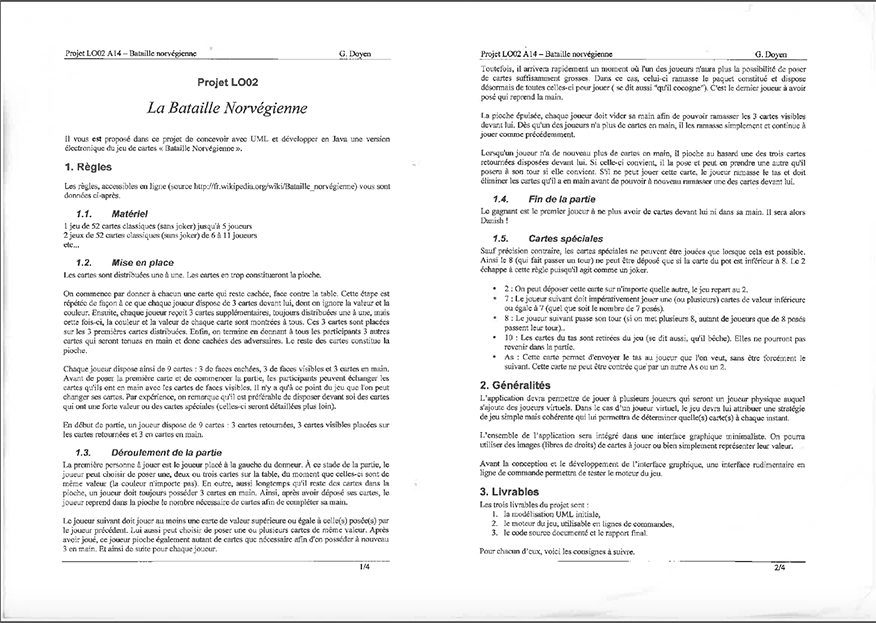 Projet LO02 A14 – Bataille norvégienne G. Doyen
Projet LO02
La Bataille Norvégienne
Il vous est proposé dans ce projet de concevoir avec UML et développer en Java une version
électronique du jeu de cartes « Bataille Norvégienne ».
1. Règles
Les règles, accessibles en ligne (source http://fr.wikipedia.org/wiki/Bataille_norvégienne) vous sont
données ci-après.
1.1. Matériel
1 jeu de 52 cartes classiques (sans joker) jusqu'à 5 joueurs
2 jeux de 52 cartes classiques (sans joker) de 6 à 11 joueurs
etc...
1.2. Mise en place
Les cartes sont distribuées une à une. Les cartes en trop constitueront la pioche.
On commence par donner à chacun une carte qui reste cachée, face contre la table. Cette étape est
répétée de façon à ce que chaque joueur dispose de 3 cartes devant lui, dont on ignore la valeur et la
couleur. Ensuite, chaque joueur reçoit 3 cartes supplémentaires, toujours distribuées une à une, mais
cette fois-ci, la couleur et la valeur de chaque carte sont montrées à tous. Ces 3 cartes sont placées
sur les 3 premières cartes distribuées. Enfin, on termine en donnant à tous les participants 3 autres
cartes qui seront tenues en main et donc cachées des adversaires. Le reste des cartes constitue la
pioche.
Chaque joueur dispose ainsi de 9 cartes : 3 de faces cachées, 3 de faces visibles et 3 cartes en main.
Avant de poser la première carte et de commencer la partie, les participants peuvent échanger les
cartes qu'ils ont en main avec les cartes de faces visibles. Il n'y a qu'à ce point du jeu que l'on peut
changer ses cartes. Par expérience, on remarque qu'il est préférable de disposer devant soi des cartes
qui ont une forte valeur ou des cartes spéciales (celles-ci seront détaillées plus loin).
En début de partie, un joueur dispose de 9 cartes : 3 cartes retournées, 3 cartes visibles placées sur
les cartes retournées et 3 en cartes en main.
1.3. Déroulement de la partie
La première personne à jouer est le joueur placé à la gauche du donneur. À ce stade de la partie, le
joueur peut choisir de poser une, deux ou trois cartes sur la table, du moment que celles-ci sont de
même valeur (la couleur n'importe pas). En outre, aussi longtemps qu'il reste des cartes dans la
pioche, un joueur doit toujours posséder 3 cartes en main. Ainsi, après avoir déposé ses cartes, le
joueur reprend dans la pioche le nombre nécessaire de cartes afin de compléter sa main.
Le joueur suivant doit jouer au moins une carte de valeur supérieure ou égale à celle(s) posée(s) par
le joueur précédent. Lui aussi peut choisir de poser une ou plusieurs cartes de même valeur. Après
avoir joué, ce joueur pioche également autant de cartes que nécessaire afin d'en posséder à nouveau
3 en main. Et ainsi de suite pour chaque joueur.
1/4
Projet LO02 A14 – Bataille norvégienne G. Doyen
Toutefois, il arrivera rapidement un moment où l'un des joueurs n'aura plus la possibilité de poser
de cartes suffisamment grosses. Dans ce cas, celui-ci ramasse le paquet constitué et dispose
désormais de toutes celles-ci pour jouer ( se dit aussi "qu'il cocogne"). C'est le dernier joueur à avoir
posé qui reprend la main.
La pioche épuisée, chaque joueur doit vider sa main afin de pouvoir ramasser les 3 cartes visibles
devant lui. Dès qu'un des joueurs n'a plus de cartes en main, il les ramasse simplement et continue à
jouer comme précédemment.
Lorsqu'un joueur n'a de nouveau plus de cartes en main, il pioche au hasard une des trois cartes
retournées disposées devant lui. Si celle-ci convient, il la pose et peut en prendre une autre qu'il
posera à son tour si elle convient. S'il ne peut jouer cette carte, le joueur ramasse le tas et doit
éliminer les cartes qu'il a en main avant de pouvoir à nouveau ramasser une des cartes devant lui.
1.4. Fin de la partie
Le gagnant est le premier joueur à ne plus avoir de cartes devant lui ni dans sa main. Il sera alors
Danish !
1.5. Cartes spéciales
Sauf précision contraire, les cartes spéciales ne peuvent être jouées que lorsque cela est possible.
Ainsi le 8 (qui fait passer un tour) ne peut être déposé que si la carte du pot est inférieur à 8. Le 2
échappe à cette règle puisqu'il agit comme un joker.
• 2 : On peut déposer cette carte sur n'importe quelle autre, le jeu repart au 2.
• 7 : Le joueur suivant doit impérativement jouer une (ou plusieurs) cartes de valeur inférieure
ou égale à 7 (quel que soit le nombre de 7 posés).
• 8 : Le joueur suivant passe son tour (si on met plusieurs 8, autant de joueurs que de 8 posés
passent leur tour)..
• 10 : Les cartes du tas sont retirées du jeu (se dit aussi, qu'il bêche). Elles ne pourront pas
revenir dans la partie.
• As : Cette carte permet d'envoyer le tas au joueur que l'on veut, sans être forcément le
suivant. Cette carte ne peut être contrée que par un autre As ou un 2.
2. Généralités
L'application devra permettre de jouer à plusieurs joueurs qui seront un joueur physique auquel
s'ajoute des joueurs virtuels. Dans le cas d'un joueur virtuel, le jeu devra lui attribuer une stratégie
de jeu simple mais cohérente qui lui permettra de déterminer quelle(s) carte(s) à chaque instant.
L'ensemble de l'application sera intégré dans une interface graphique minimaliste. On pourra
utiliser des images (libres de droits) de cartes à jouer ou bien simplement représenter leur valeur.
Avant la conception et le développement de l'interface graphique, une interface rudimentaire en
ligne de commande permettra de tester le moteur du jeu.
3. Livrables
Les trois livrables du projet sont :
1. la modélisation UML initiale,
2. le moteur du jeu, utilisable en lignes de commandes,
3. le code source documenté et le rapport final.
Pour chacun d'eux, voici les consignes à suivre.
2/4